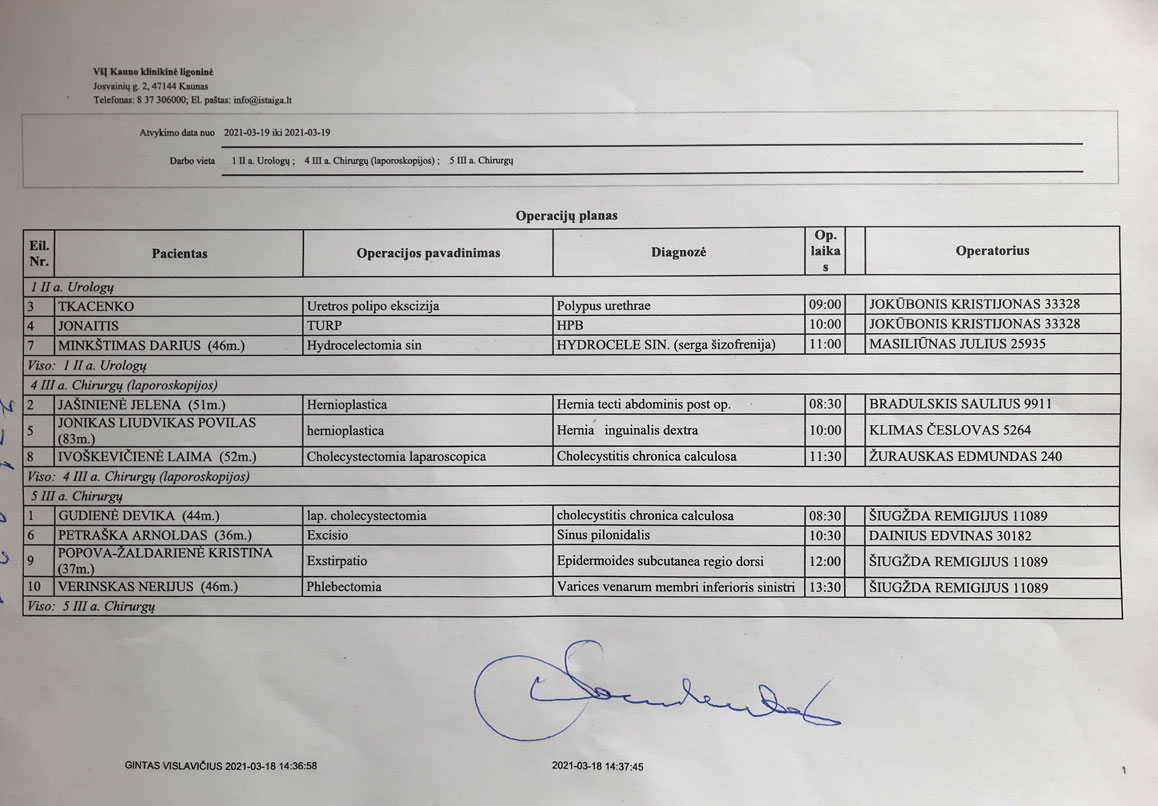 VšĮ Kauno klinikinė ligoninė
Josvainių g. 2, 47144 Kaunas
Telefonas: 8 37 306000; El. paštas: info@istaiga.lt
Atvykimo data nuo 2021-03-19 iki 2021-03-19
Darbo vieta 1 II a. Urologų ; 4 III a. Chirurgų (laporoskopijos) ; 5 III a. Chirurgų
Operacijų planas
Eil. Nr. Pacientas Operacijos pavadinimas Diagnozė Op. laika s Operatorius
1 II a. Urologų
3 TKACENKO Uretros polipo ekscizija Polypus urethrae 09:00 JOKŪBONIS KRISTIJONAS 33328
4 JONAITIS TURP HPB 10:00 JOKŪBONIS KRISTIJONAS 33328
7 MINKŠTIMAS DARIUS (46m.) Hydrocelectomia sin HYDROCELE SIN. (serga šizofrenija) 11:00 MASILIŪNAS JULIUS 25935
Viso: 1 II a. Urologų
4 III a. Chirurgų (laporoskopijos)
2 JAŠINIENĖ JELENA (51m.) Hernioplastica Hernia tecti abdominis post op. 08:30 BRADULSKIS SAULIUS 9911
5 JONIKAS LIUDVIKAS POVILAS (83m.) hernioplastica Hernia inguinalis dextra 10:00 KLIMAS ČESLOVAS 5264
8 IVOŠKEVIČIENĖ LAIMA (52m.) Cholecystectomia laparoscopica Cholecystitis chronica calculosa 11:30 ŽURAUSKAS EDMUNDAS 240
Viso: 4 III a. Chirurgų (laporoskopijos)
5 III a. Chirurgų
1 GUDIENĖ DEVIKA (44m.) lap. cholecystectomia cholecystitis chronica calculosa 08:30 ŠIUGŽDA REMIGIJUS 11089
6 PETRAŠKA ARNOLDAS (36m.) Excisio Sinus pilonidalis 10:30 DAINIUS EDVINAS 30182
9 POPOVA-ŽALDARIENĖ KRISTINA (37m.) Exstirpatio Epidermoides subcutanea regio dorsi 12:00 ŠIUGŽDA REMIGIJUS 11089
10 VERINSKAS NERIJUS (46m.) Phlebectomia Varices venarum membri inferioris sinistri 13:30 ŠIUGŽDA REMIGIJUS 11089
Viso: 5 III a. Chirurgų
GINTAS VISLAVIČIUS 2021-03-18 14:36:58 2021-03-18 14:37:45 1